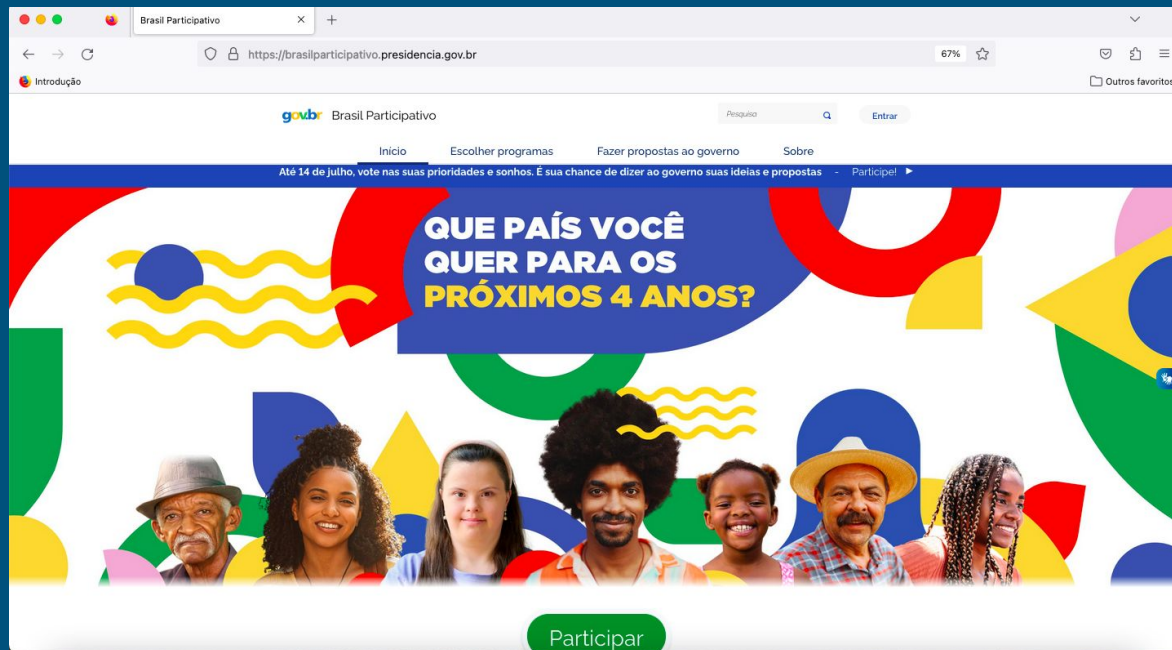 Brasil Participativo
https://brasilparticipativo.presidencia.gov.br
67%
Introdução
Outros favoritos
gov.br Brasil Participativo
Pesquisa
Entrar
Início Escolher programas Fazer propostas ao governo Sobre
Até 14 de julho, vote nas suas prioridades e sonhos. É sua chance de dizer ao governo suas ideias e propostas - Participe!
QUE PAÍS VOCÊ
QUER PARA OS
PRÓXIMOS 4 ANOS?
Participar